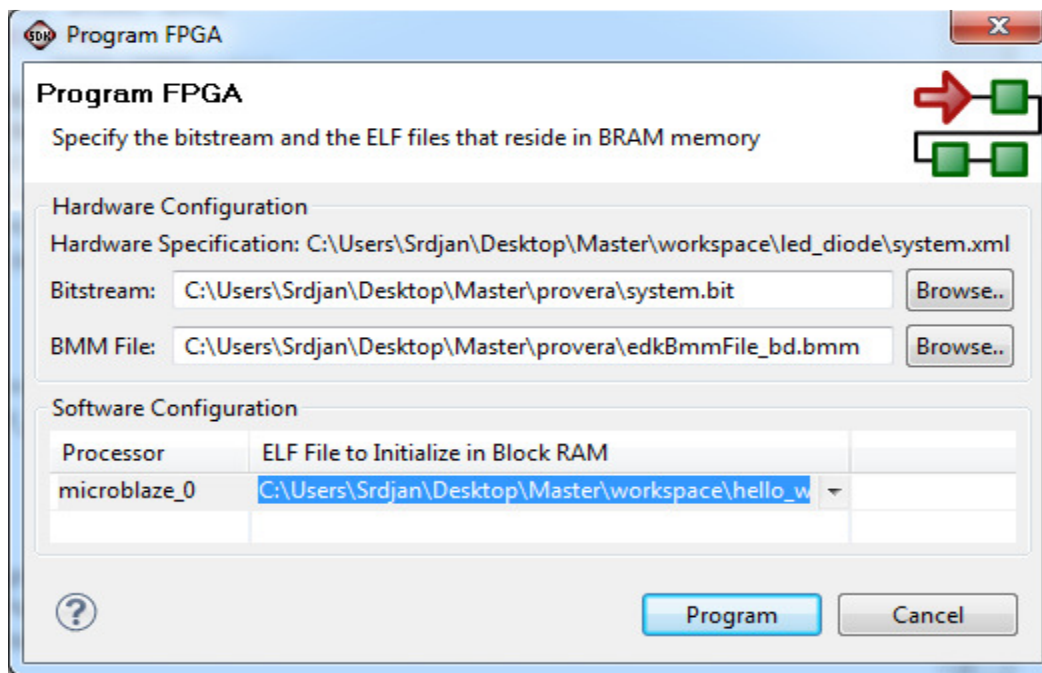 SDK Program FPGA
Program FPGA
Specify the bitstream and the ELF files that reside in BRAM memory
Hardware Configuration
Hardware Specification: C:\Users\Srdjan\Desktop\Master\workspace\led_diode\system.xml
Bitstream: C:\Users\Srdjan\Desktop\Master\provera\system.bit Browse..
BMM File: C:\Users\Srdjan\Desktop\Master\provera\edkBmmFile_bd.bmm Browse..
Software Configuration
Processor ELF File to Initialize in Block RAM
microblaze_0 C:\Users\Srdjan\Desktop\Master\workspace\hello_w
? Program Cancel